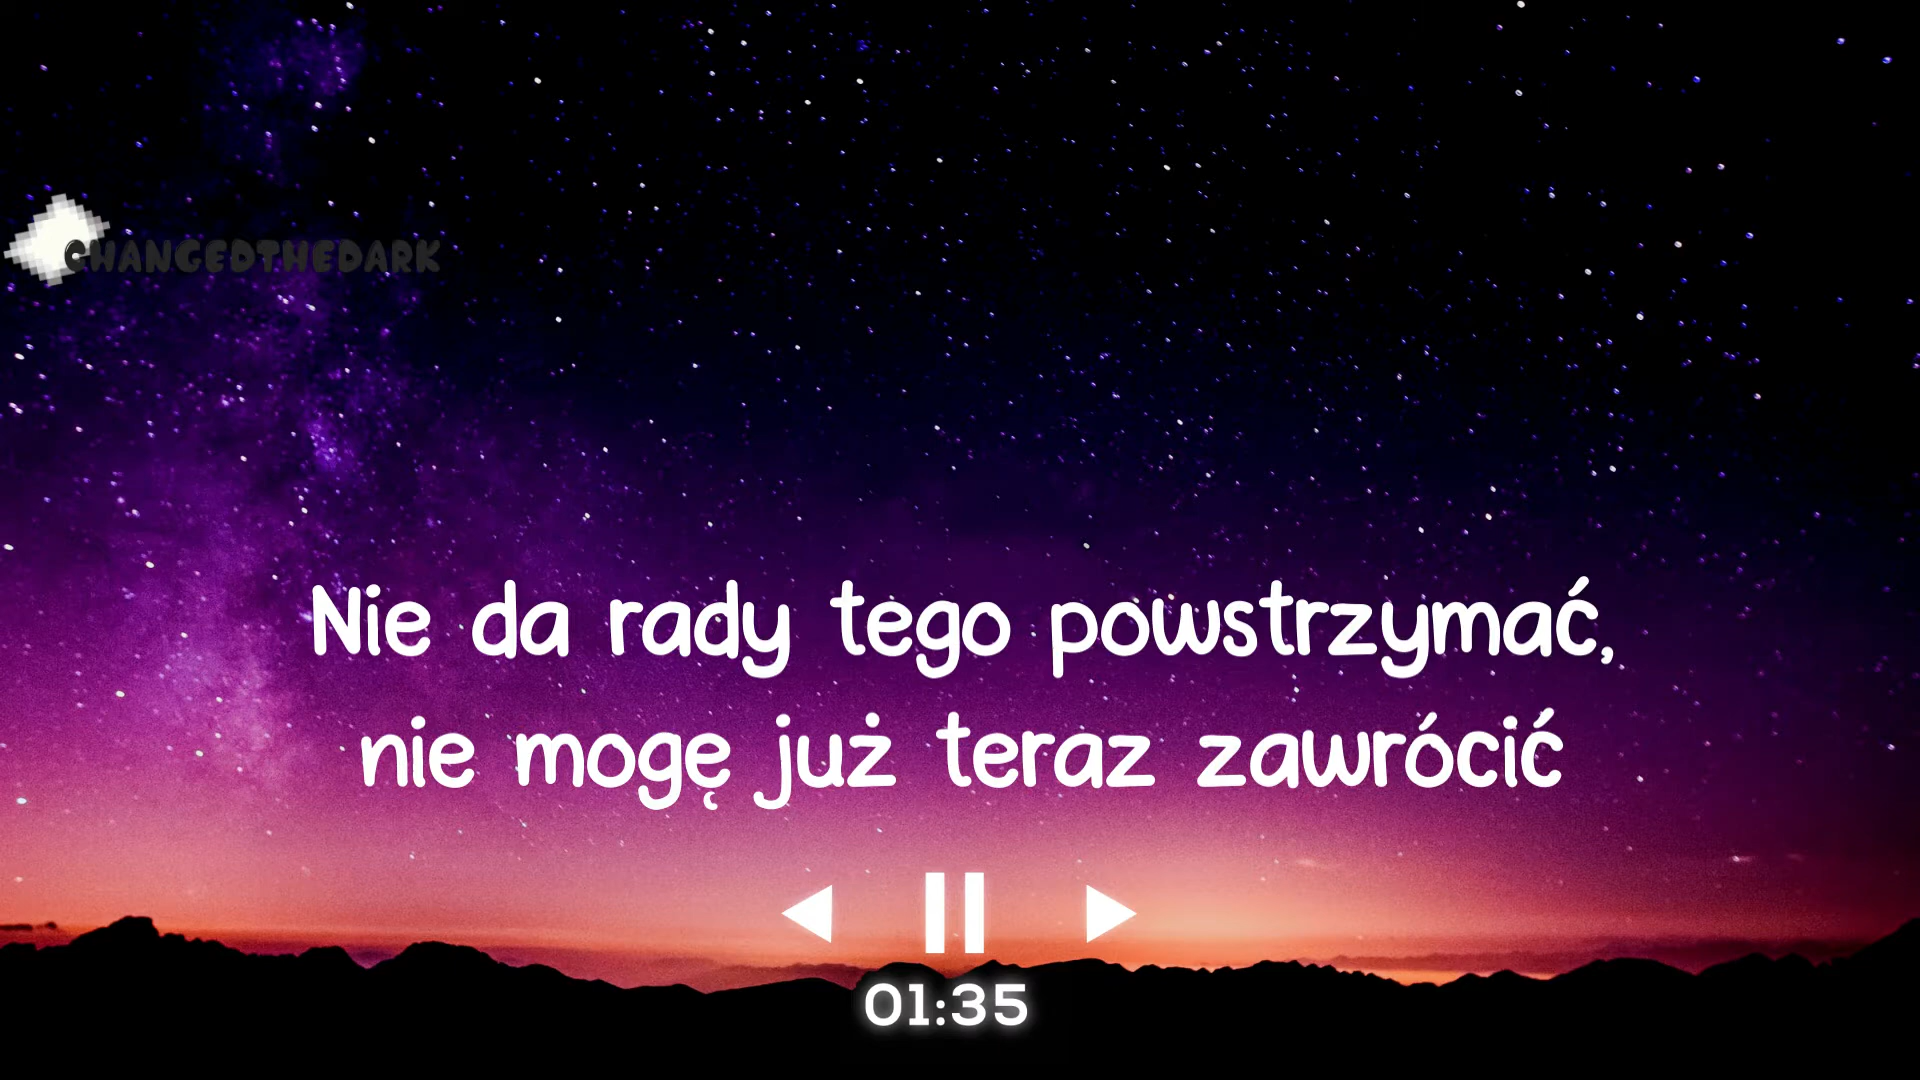 CHANGEDTHEDARK
Nie da rady tego powstrzymać,
nie mogę już teraz zawrócić
01:35